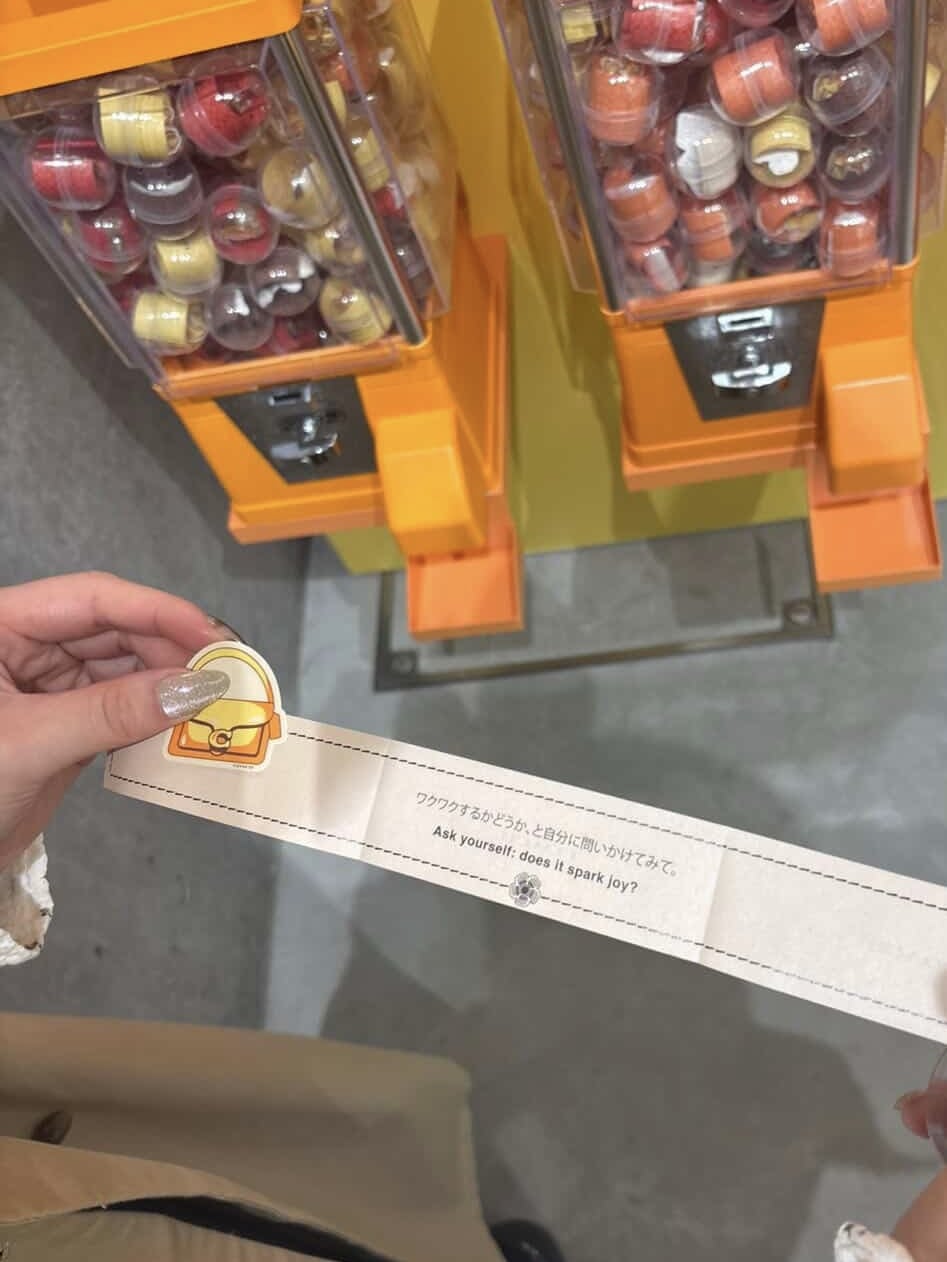 ワクワクするかどうか、と自分に問いかけてみて。
Ask yourself: does it spark joy?